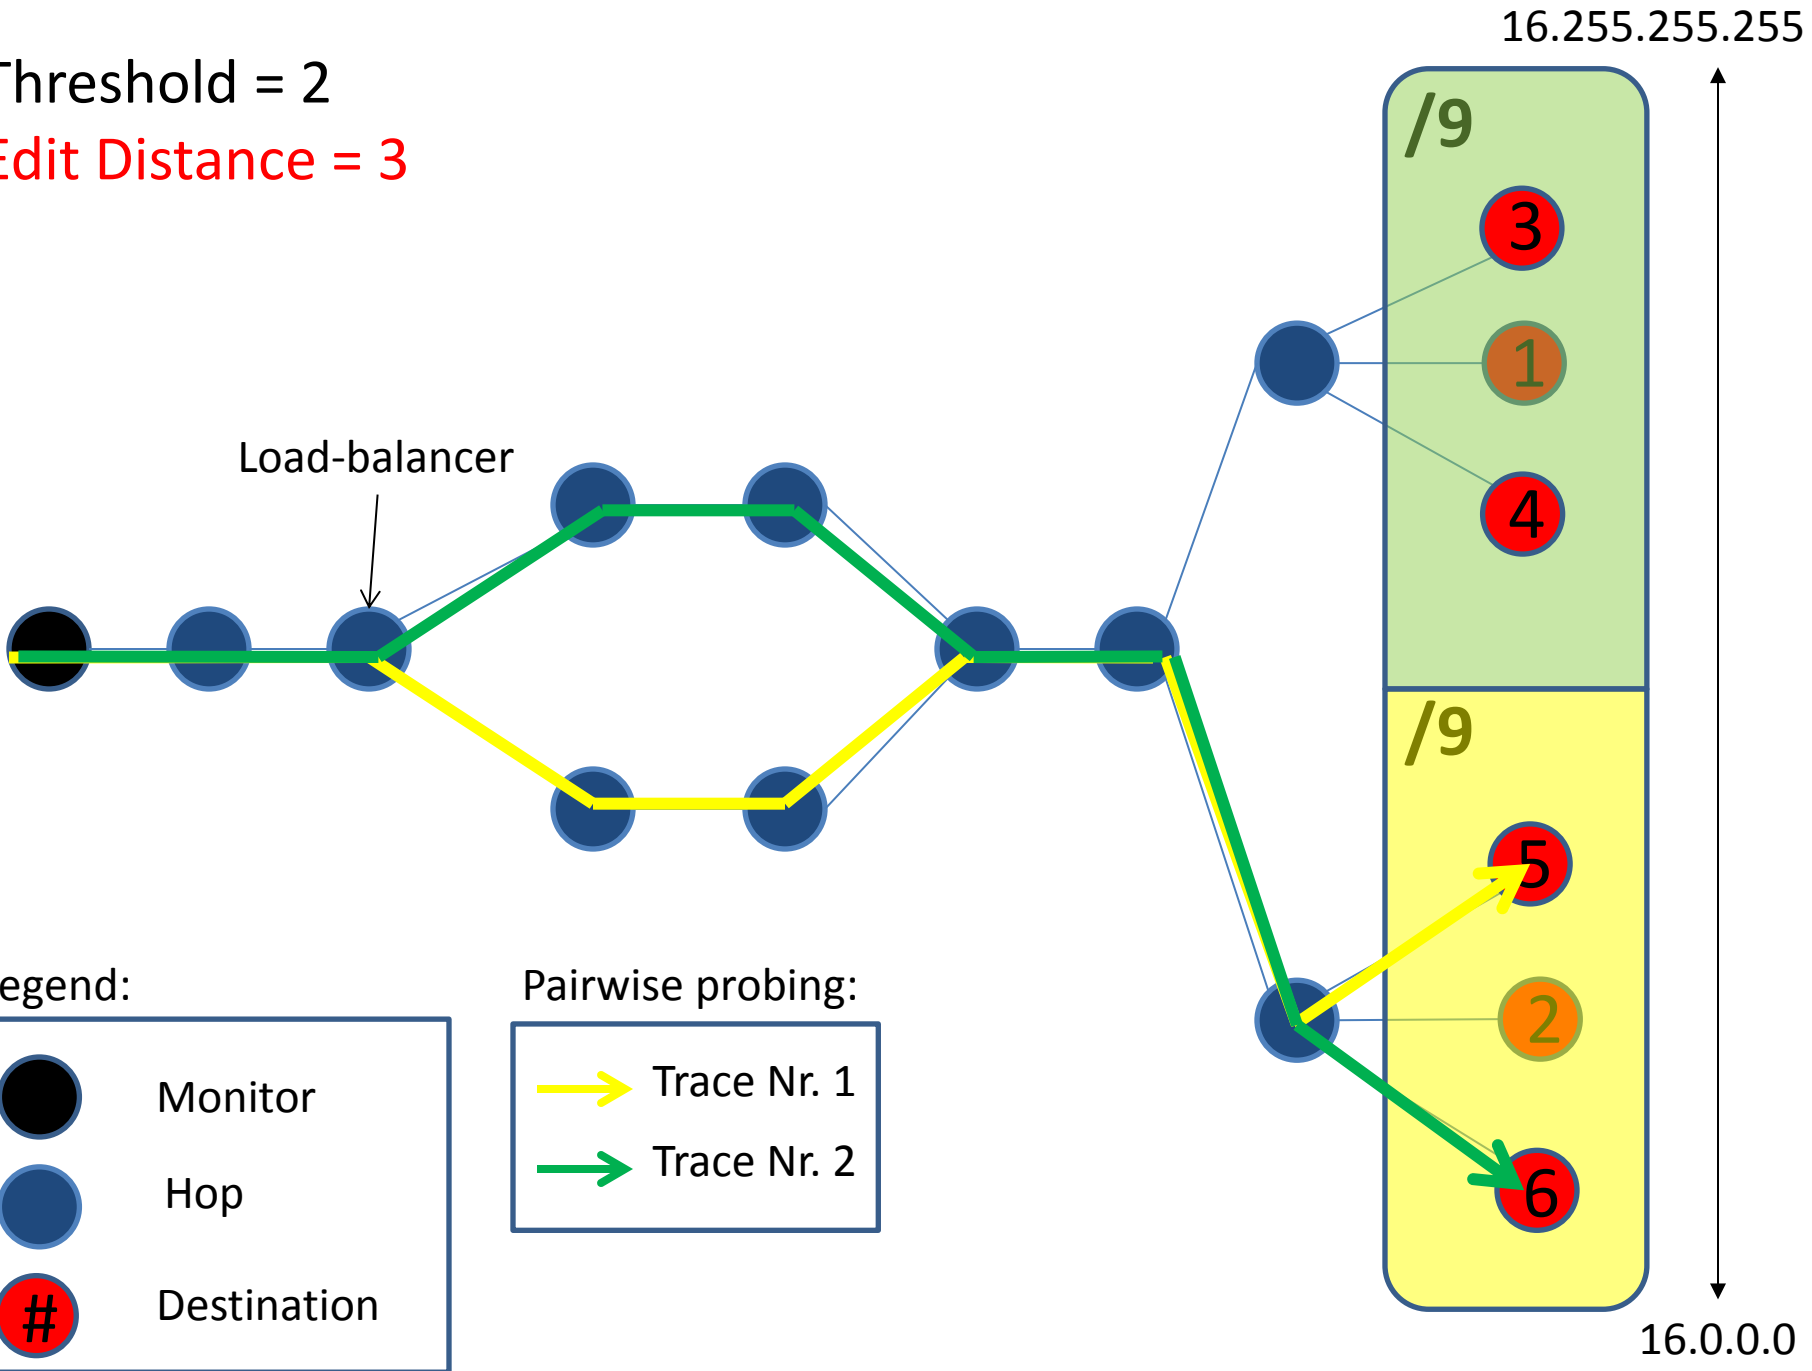 16.255.255.255
Threshold = 2
Edit Distance = 3
/9
3
1
4
Load-balancer
/9
5
2
6
egend:
Monitor
Hop
#
Destination
Pairwise probing:
Trace Nr. 1
Trace Nr. 2
16.0.0.0